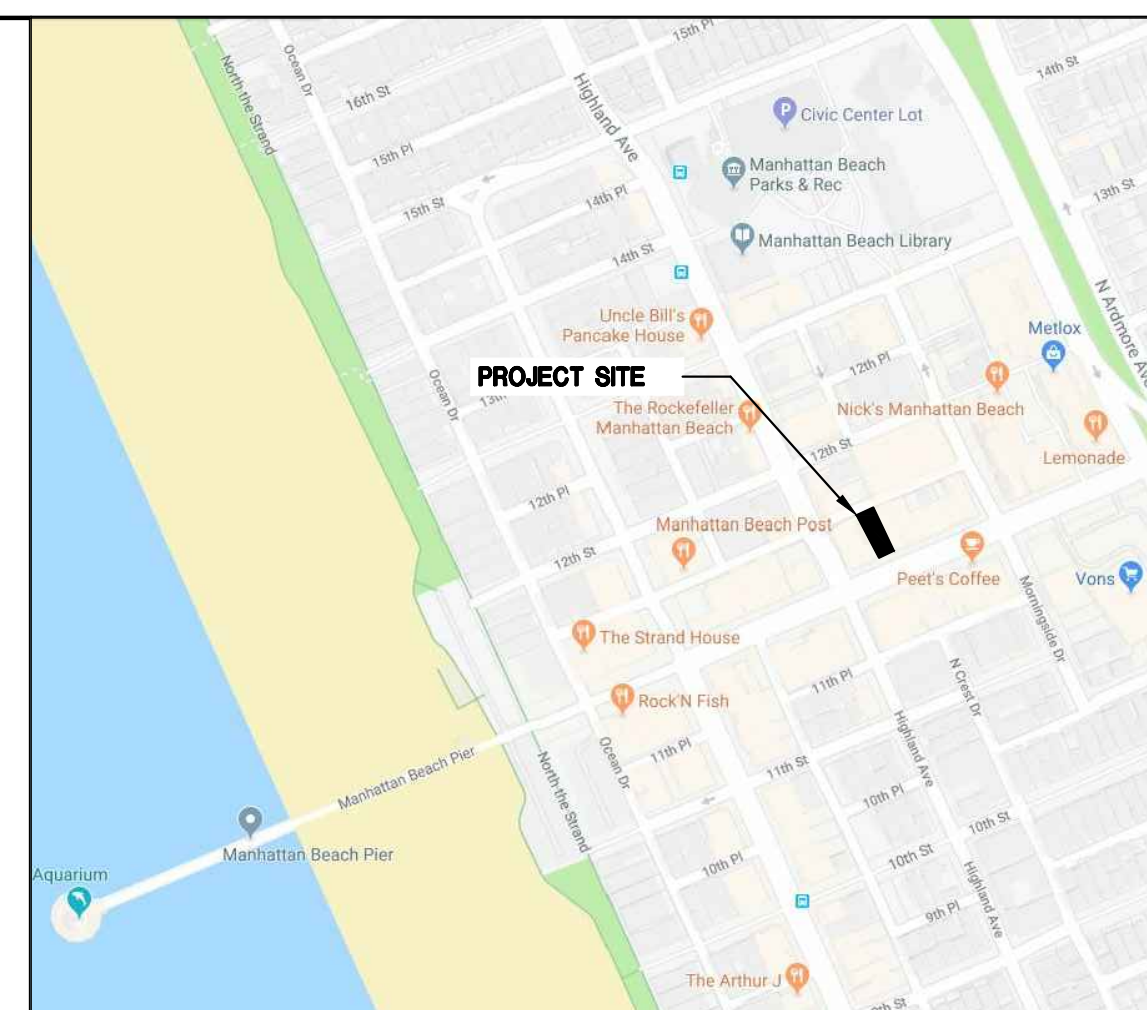 15th Pl
14th St
Ocean Dr
North the Strand
Highland Ave
16th St
P
Civic Center Lot
15th Pl
Manhattan Beach
Parks & Rec
13th St
14th Pl
15th St
Manhattan Beach Library
14th St
N Ardmore Av
Uncle Bill's
Pancake House
Metlox
12th Pl
PROJECT SITE
Ocean Dr
13th
The Rockefeller
Manhattan Beach
Nick's Manhattan Beach
12th St
Lemonade
12th Pl
Manhattan Beach Post
12th St
Peet's Coffee
Vons
Morningside Dr
The Strand House
N Crest Dr
11th Pl
Rock'N Fish
Highland Ave
Ocean Dr
11th Pl
North the Strand
Manhattan Beach Pier
11th St
10th Pl
10th St
Manhattan Beach Pier
10th Pl
10th St
Highland Ave
Aquarium
9th Pl
The Arthur J
St